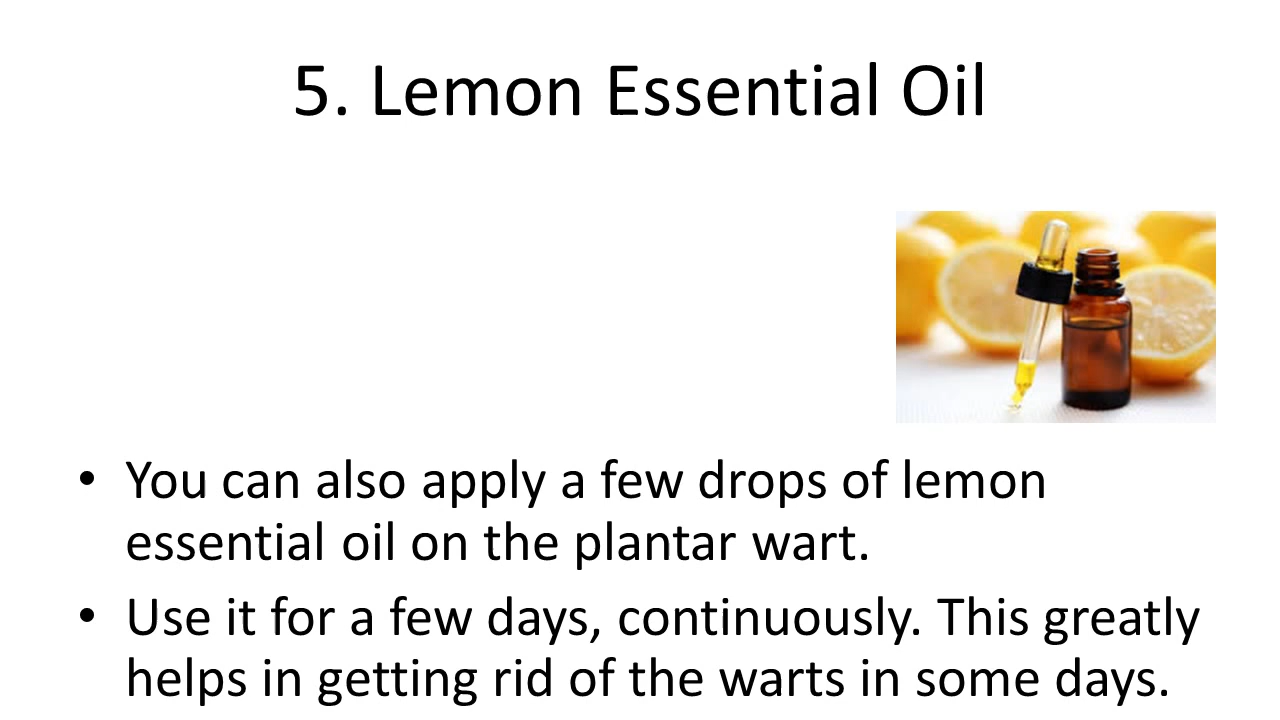 5. Lemon Essential Oil
• You can also apply a few drops of lemon
essential oil on the plantar wart.
• Use it for a few days, continuously. This greatly
helps in getting rid of the warts in some days.